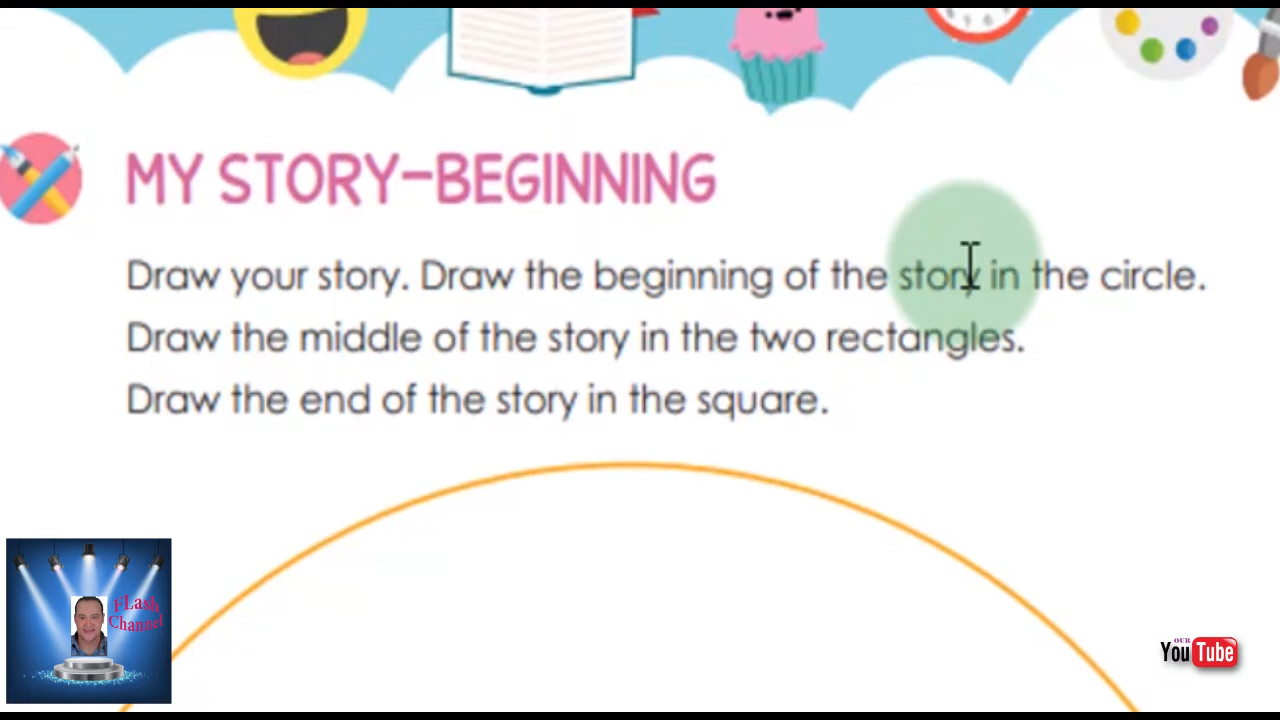 MY STORY–BEGINNING
Draw your story. Draw the beginning of the story in the circle.
Draw the middle of the story in the two rectangles.
Draw the end of the story in the square.
FLash
Channel
OUR
YouTube